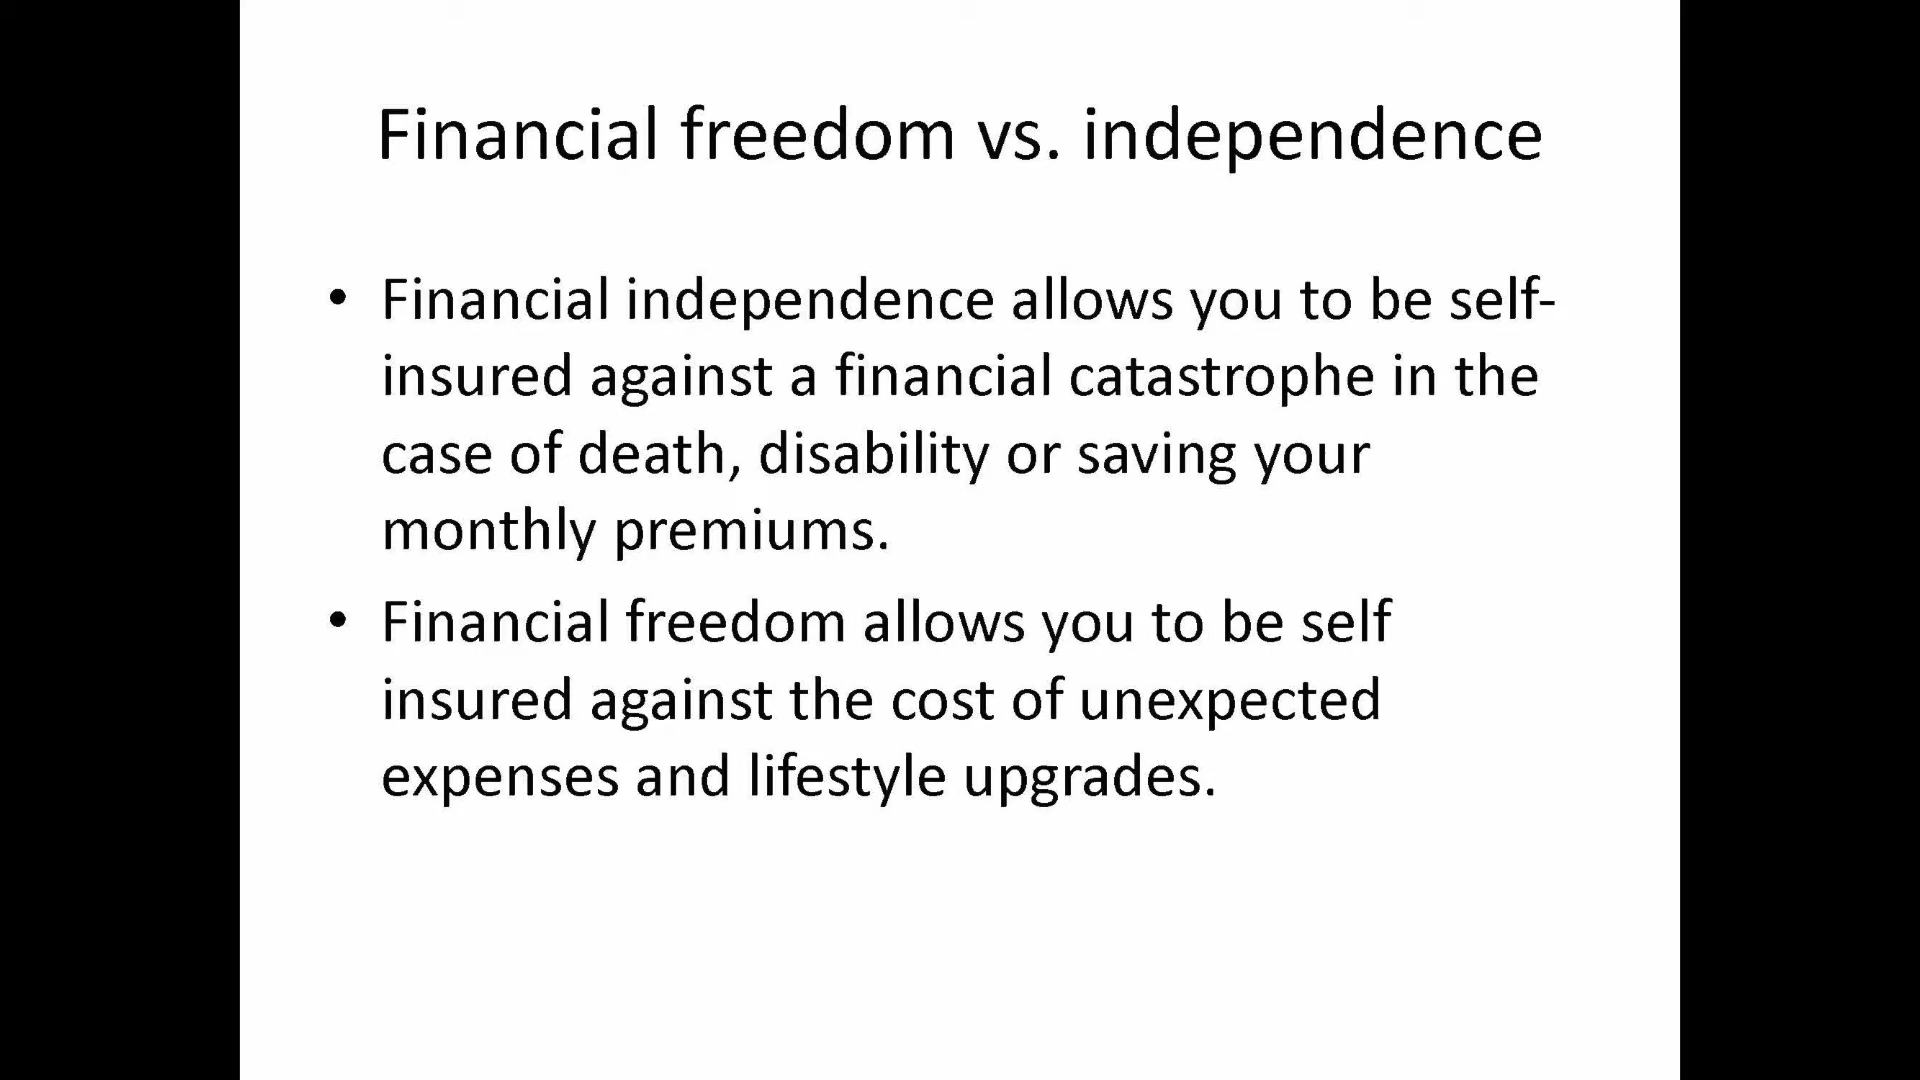 Financial freedom vs. independence
• Financial independence allows you to be self-
insured against a financial catastrophe in the
case of death, disability or saving your
monthly premiums.
• Financial freedom allows you to be self
insured against the cost of unexpected
expenses and lifestyle upgrades.